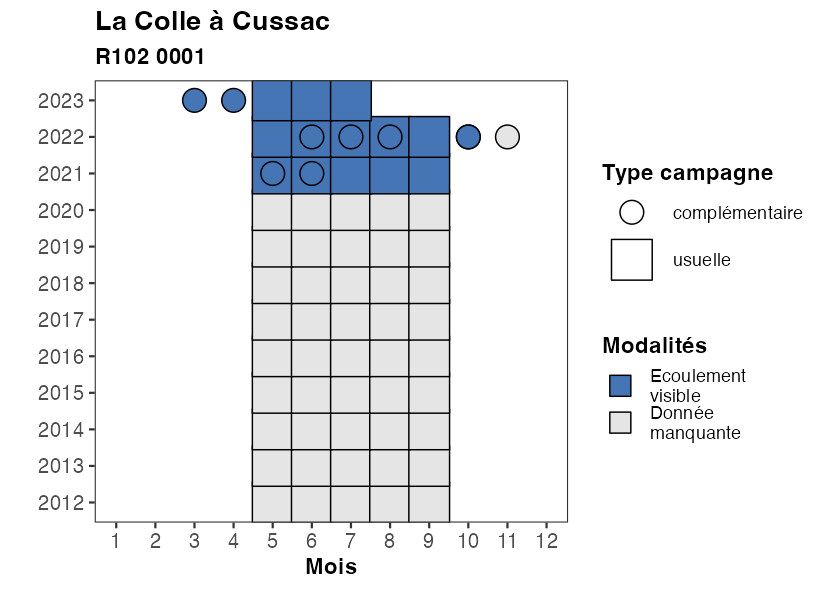 La Colle à Cussac
R102 0001
2023
2022
2021
2020
2019
2018
2017
2016
2015
2014
2013
2012
1 2 3 4 5 6 7 8 9 10 11 12
Mois
Type campagne
complémentaire
usuelle
Modalités
Ecoulement
visible
Donnée
manquante